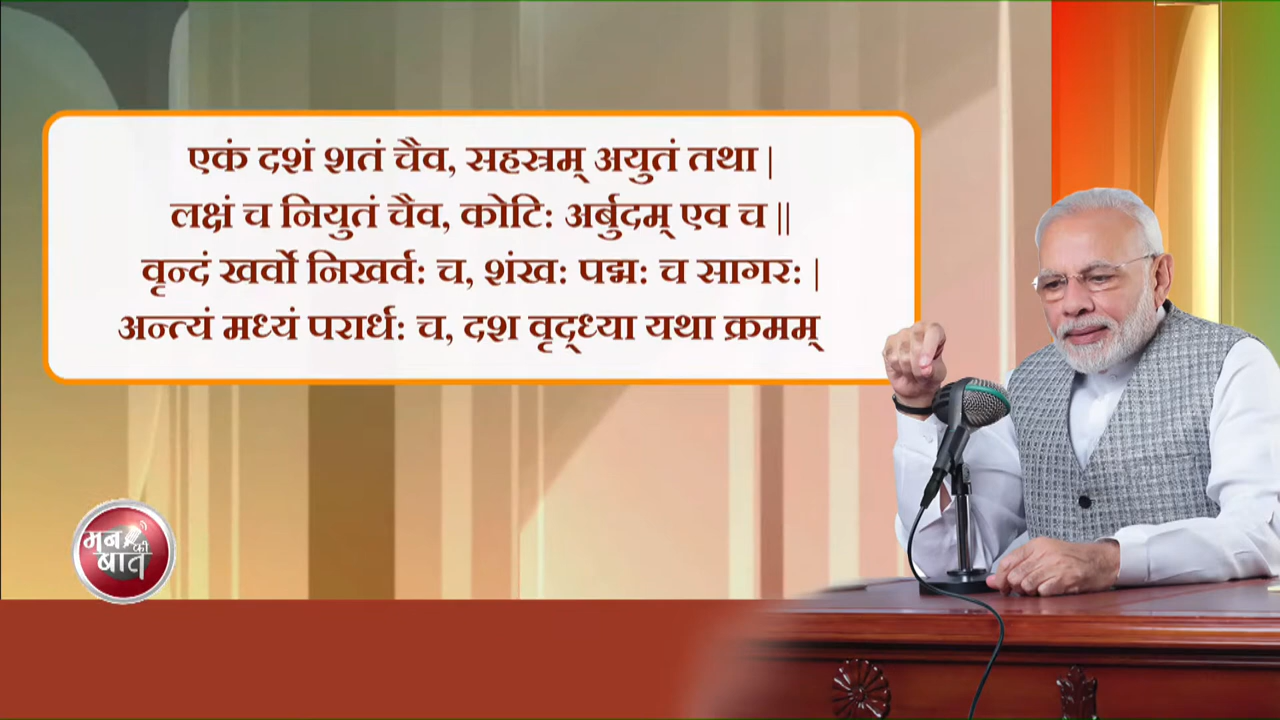 एकं दशं शतं चैव, सहस्रम् अयुतं तथा |
लक्षं च नियुतं चैव, कोटिः अर्बुदम् एव च ||
वृन्दं खर्वो निखर्वः च, शंखः पद्मः च सागरः |
अन्त्यं मध्यं परार्धः च, दश वृद्ध्या यथा क्रमम्
मन
की
बात